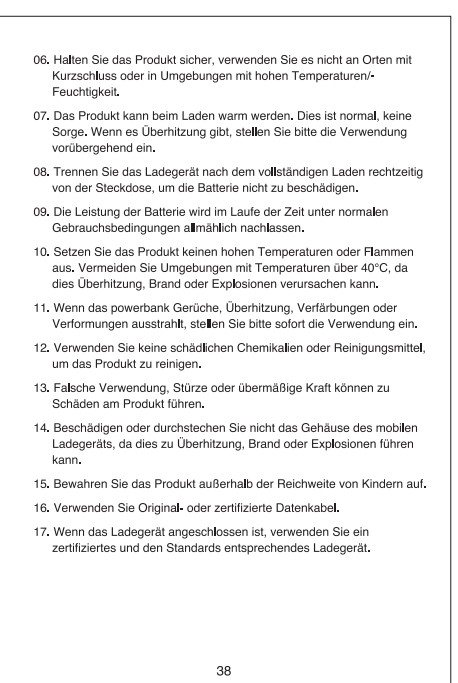 06. Halten Sie das Produkt sicher, verwenden Sie es nicht an Orten mit
Kurzschluss oder in Umgebungen mit hohen Temperaturen/-
Feuchtigkeit.
07. Das Produkt kann beim Laden warm werden. Dies ist normal, keine
Sorge. Wenn es Überhitzung gibt, stellen Sie bitte die Verwendung
vorübergehend ein.
08. Trennen Sie das Ladegerät nach dem vollständigen Laden rechtzeitig
von der Steckdose, um die Batterie nicht zu beschädigen.
09. Die Leistung der Batterie wird im Laufe der Zeit unter normalen
Gebrauchsbedingungen allmählich nachlassen.
10. Setzen Sie das Produkt keinen hohen Temperaturen oder Flammen
aus. Vermeiden Sie Umgebungen mit Temperaturen über 40°C, da
dies Überhitzung, Brand oder Explosionen verursachen kann.
11. Wenn das powerbank Gerüche, Überhitzung, Verfärbungen oder
Verformungen ausstrahlt, stellen Sie bitte sofort die Verwendung ein.
12. Verwenden Sie keine schädlichen Chemikalien oder Reinigungsmittel,
um das Produkt zu reinigen.
13. Falsche Verwendung, Stürze oder übermäßige Kraft können zu
Schäden am Produkt führen.
14. Beschädigen oder durchstechen Sie nicht das Gehäuse des mobilen
Ladegeräts, da dies zu Überhitzung, Brand oder Explosionen führen
kann.
15. Bewahren Sie das Produkt außerhalb der Reichweite von Kindern auf.
16. Verwenden Sie Original- oder zertifizierte Datenkabel.
17. Wenn das Ladegerät angeschlossen ist, verwenden Sie ein
zertifiziertes und den Standards entsprechendes Ladegerät.
38